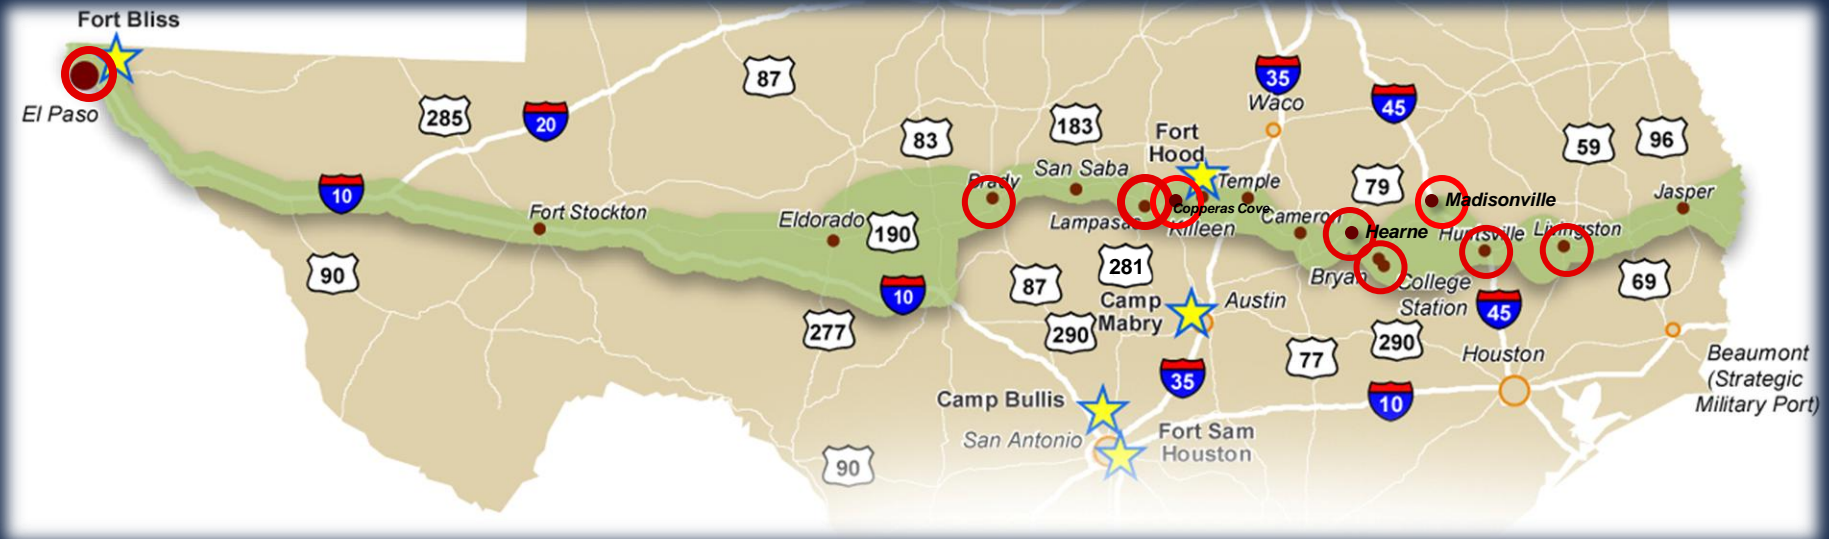 Fort Bliss
El Paso
285
20
87
83
183
Fort
Hood
35
Waco
45
59
96
10
Brady
San Saba
Temple
79
Madisonville
Jasper
Fort Stockton
Eldorado
190
Lampasas
Copperas Cove
Killeen
Cameron
Hearne
Huntsville
Livingston
90
10
87
281
Bryan
College
Station
45
69
277
290
Camp
Mabry
Austin
77
290
Houston
Beaumont
(Strategic
Military Port)
35
10
Camp Bullis
San Antonio
Fort Sam
Houston
90